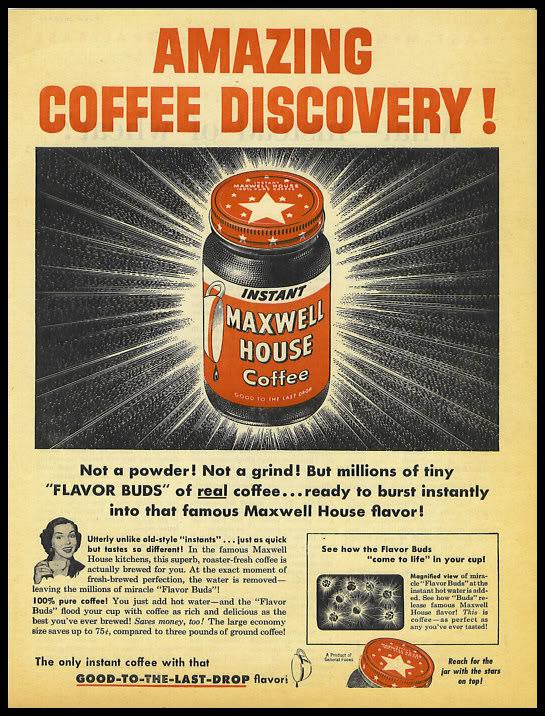 AMAZING
COFFEE DISCOVERY!
INSTANT
MAXWELL HOUSE
100% PURE COFFEE
INSTANT
MAXWELL
HOUSE
Coffee
GOOD TO THE LAST DROP
Not a powder! Not a grind! But millions of tiny
"FLAVOR BUDS" of real coffee...ready to burst instantly
into that famous Maxwell House flavor!
Utterly unlike old-style "instants"...just as quick
but tastes so different! In the famous Maxwell
House kitchens, this superb, roaster-fresh coffee is
actually brewed for you. At the exact moment of
fresh-brewed perfection, the water is removed—
leaving the millions of miracle "Flavor Buds"!
100% pure coffee! You just add hot water—and the "Flavor
Buds" flood your cup with coffee as rich and delicious as the
best you've ever brewed! Saves money, too! The large economy
size saves up to 75¢, compared to three pounds of ground coffee!
See how the Flavor Buds
"come to life" in your cup!
Magnified view of mira-
cle "Flavor Buds" at the
instant hot water is add-
ed. See how "Buds" re-
lease famous Maxwell
House flavor! This is
coffee—as perfect as
any you've ever tasted!
The only instant coffee with that
GOOD-TO-THE-LAST-DROP flavor!
A Product of
General Foods
Reach for the
jar with the stars
on top!